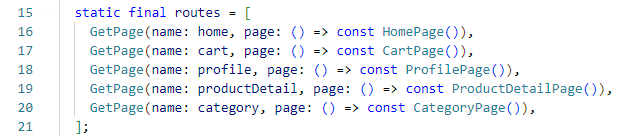 15 static final routes = [
16 GetPage(name: home, page: () => const HomePage()),
17 GetPage(name: cart, page: () => const CartPage()),
18 GetPage(name: profile, page: () => const ProfilePage()),
19 GetPage(name: productDetail, page: () => const ProductDetailPage()),
20 GetPage(name: category, page: () => const CategoryPage()),
21 ];